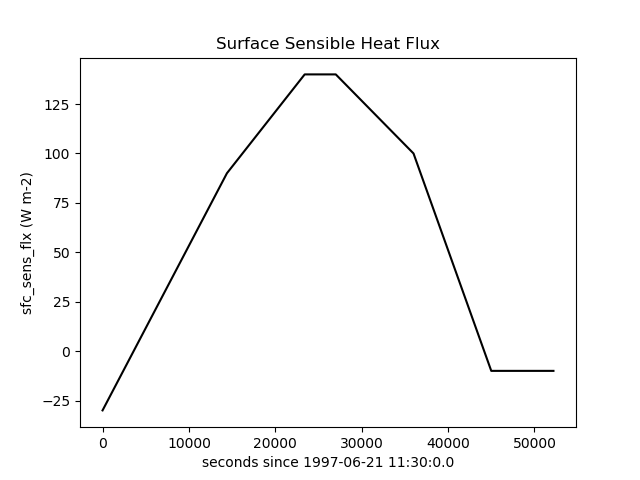 Surface Sensible Heat Flux
sfc_sens_flx (W m-2)
125
100
75
50
25
0
−25
0 10000 20000 30000 40000 50000
seconds since 1997-06-21 11:30:0.0